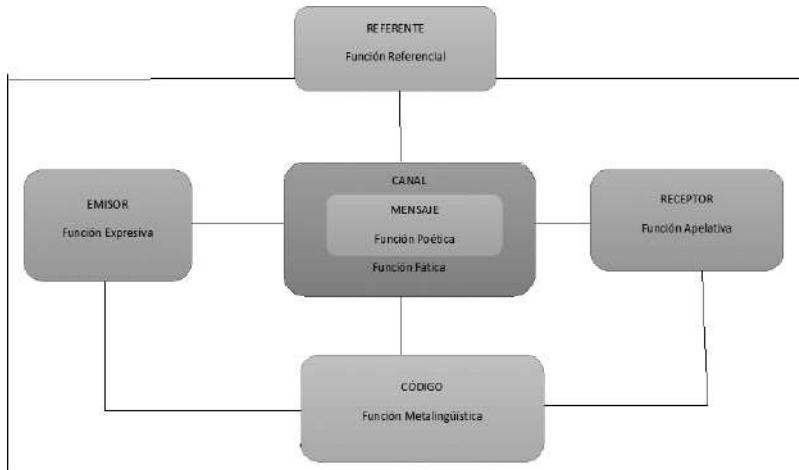 REFERENTE
Función Referencial
CANAL
MENSAJE
Función Poética
Función Fática
EMISOR
Función Expresiva
RECEPTOR
Función Apelativa
CÓDIGO
Función Metalingüística